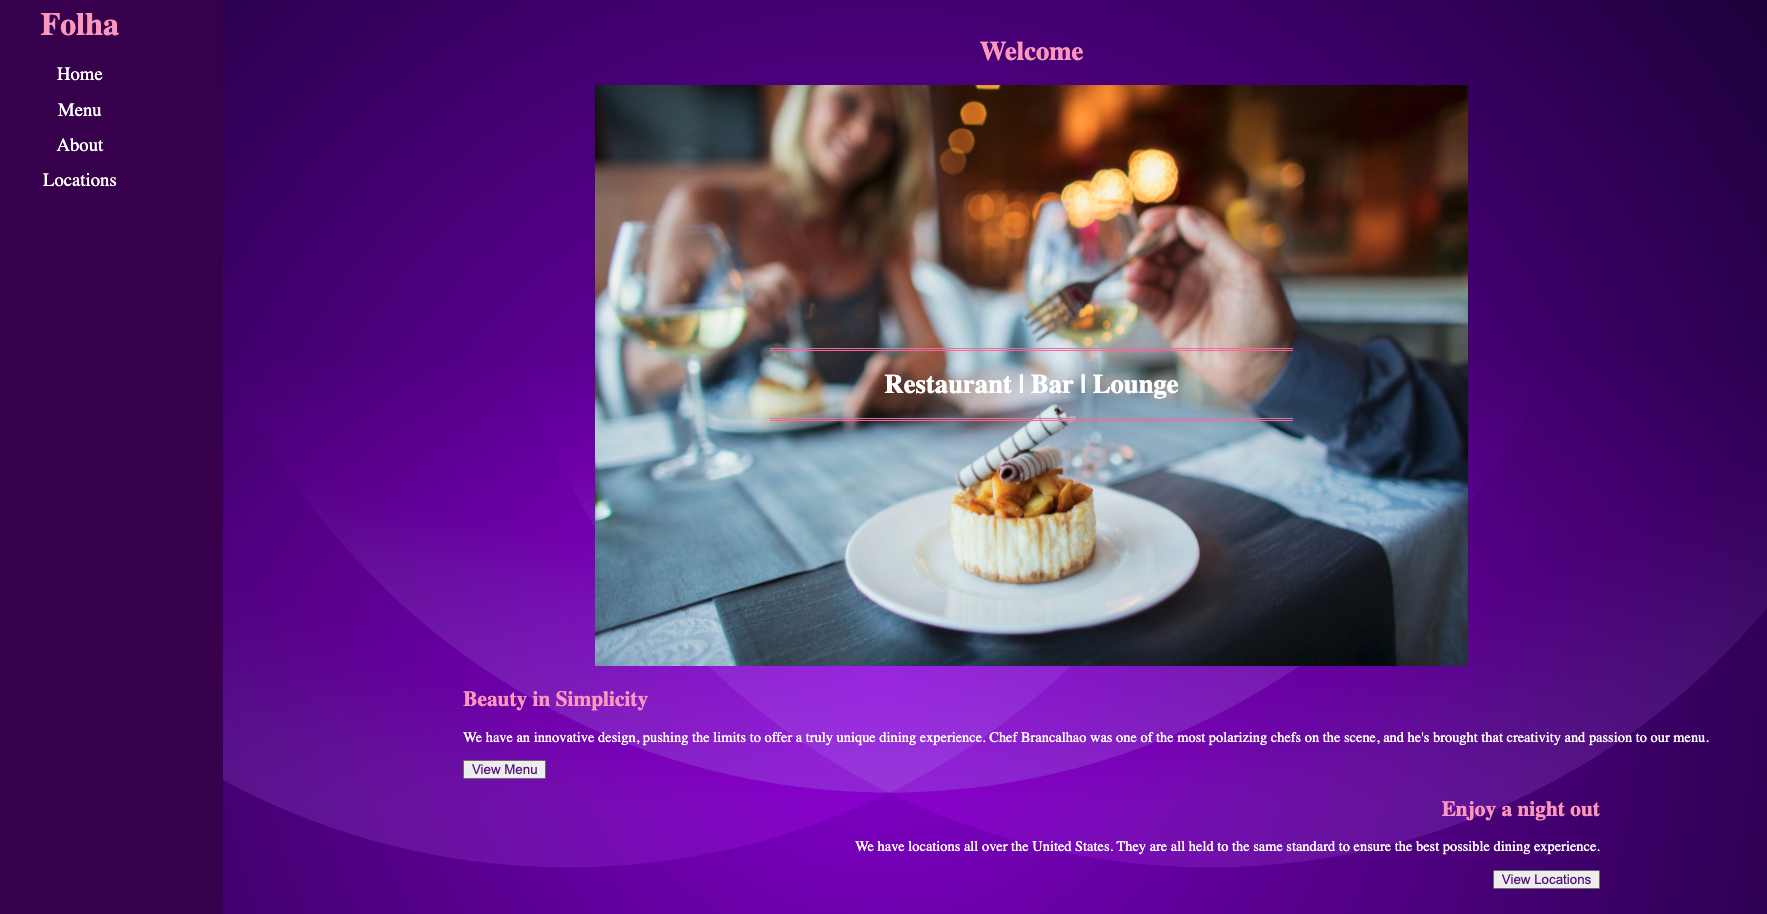 Folha
Home
Menu
About
Locations
Welcome
Restaurant | Bar | Lounge
Beauty in Simplicity
We have an innovative design, pushing the limits to offer a truly unique dining experience. Chef Brancalhao was one of the most polarizing chefs on the scene, and he's brought that creativity and passion to our menu.
View Menu
Enjoy a night out
We have locations all over the United States. They are all held to the same standard to ensure the best possible dining experience.
View Locations